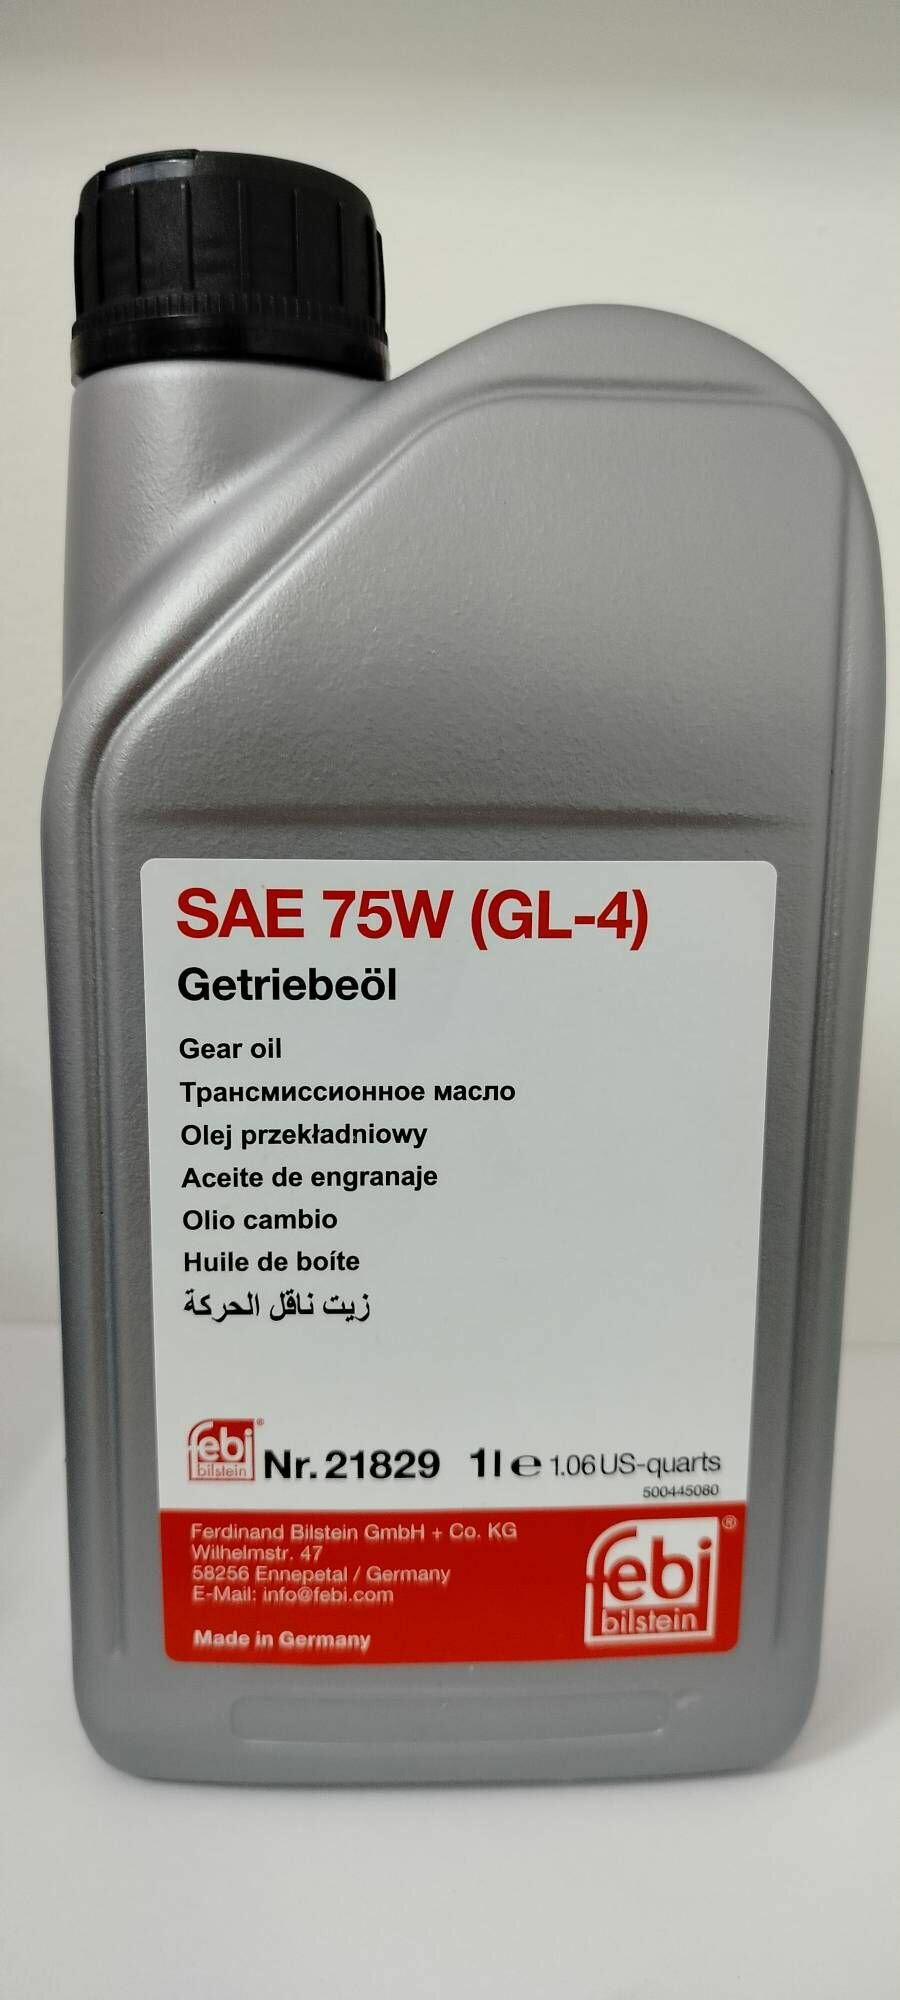 SAE 75W (GL-4)
Getriebeöl
Gear oil
Трансмиссионное масло
Olej przekładniowy
Aceite de engranaje
Olio cambio
Huile de boíte
زيت ناقل الحركة
febi® bilstein Nr. 21829 1l ℮ 1.06 US-quarts
500445080
Ferdinand Bilstein GmbH + Co. KG
Wilhelmstr. 47
58256 Ennepetal / Germany
E-Mail: info@febi.com
Made in Germany
febi®
bilstein